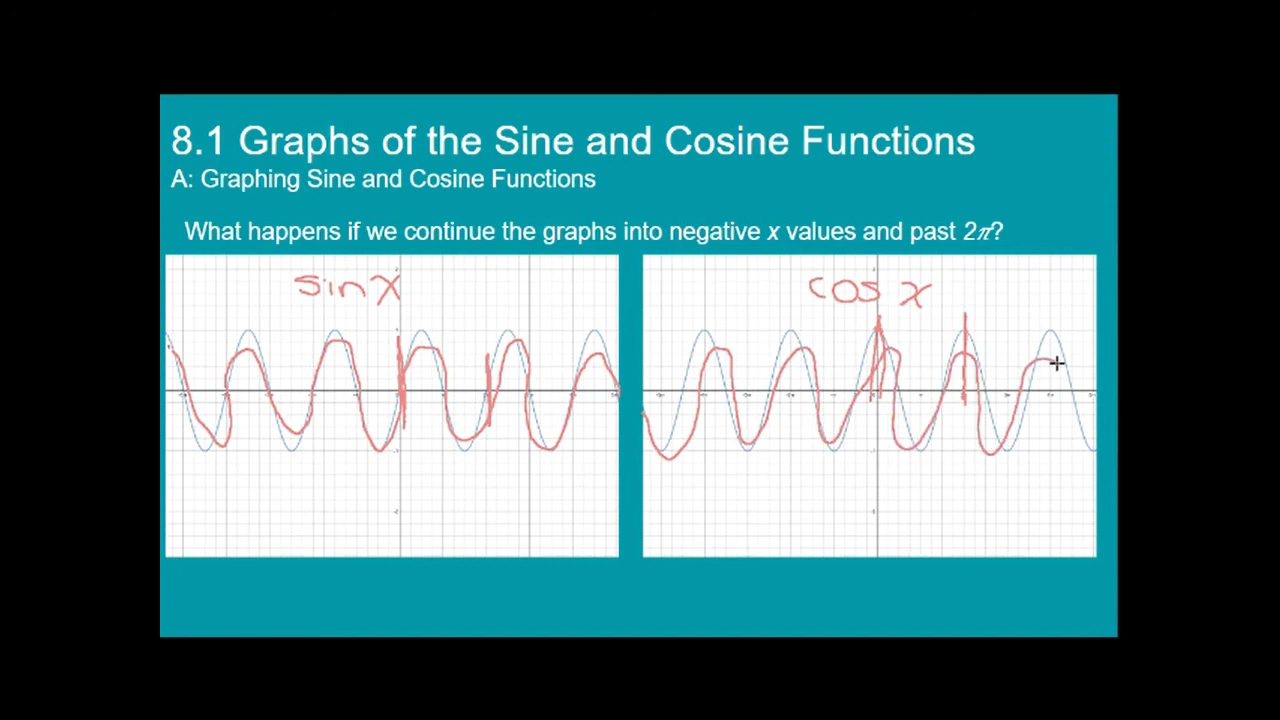 8.1 Graphs of the Sine and Cosine Functions
A: Graphing Sine and Cosine Functions
What happens if we continue the graphs into negative x values and past 2π?
sin x
cos x